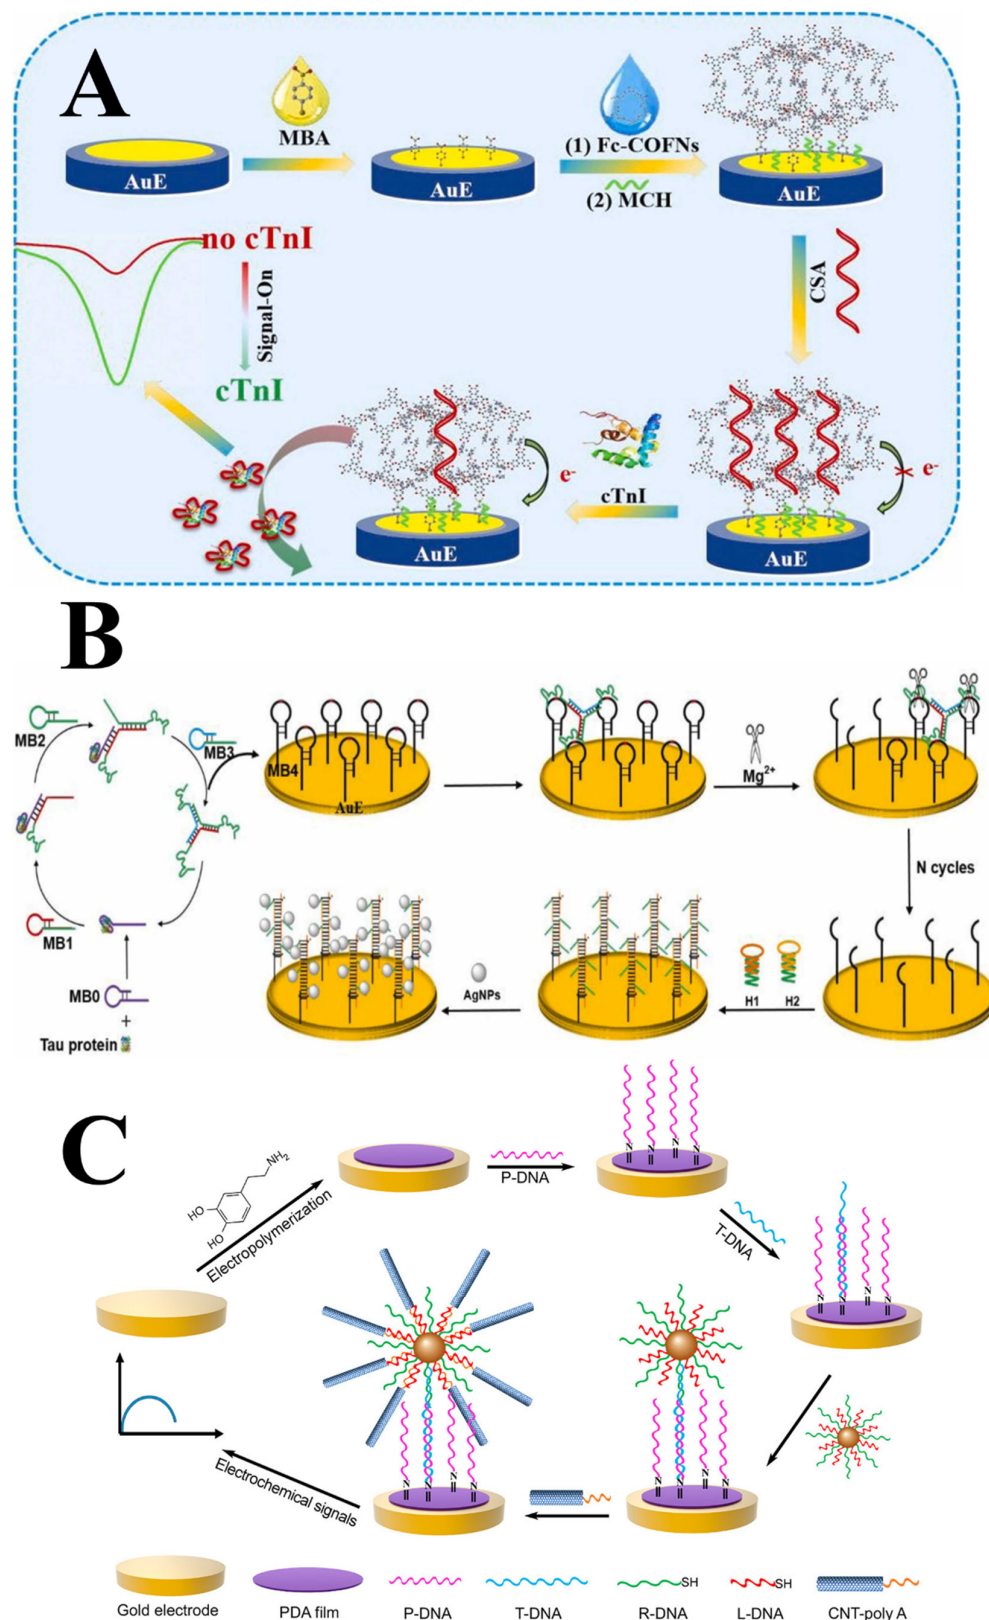 A
MBA
(1) Fc-COFNs
(2) MCH
AuE
AuE
AuE
no cTnI
Signal-On
cTnI
CSA
e-
cTnI
e-
AuE
AuE
B
MB2
MB3
MB4
AuE
Mg2+
N cycles
MB1
MB0
+
Tau protein
AgNPs
H1
H2
C
HO
HO
NH2
Electropolymerization
P-DNA
N
N
N
N
T-DNA
N
N
N
N
N
N
N
N
N
N
N
N
Electrochemical signals
Gold electrode
PDA film
P-DNA
T-DNA
SH
R-DNA
SH
L-DNA
CNT-poly A